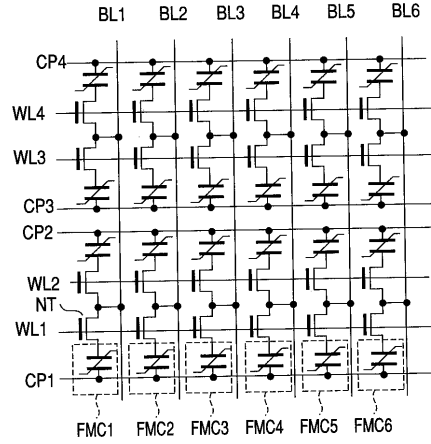 BL1 BL2 BL3 BL4 BL5 BL6
CP4
WL4
WL3
CP3
CP2
WL2
NT
WL1
CP1
FMC1 FMC2 FMC3 FMC4 FMC5 FMC6